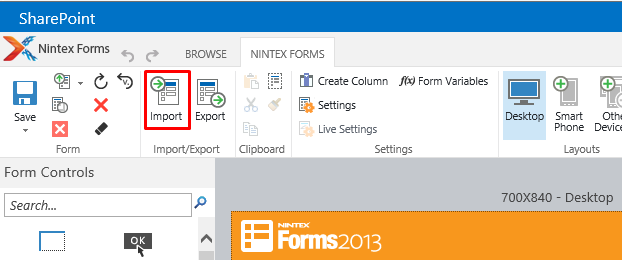 SharePoint
Nintex Forms
BROWSE
NINTEX FORMS
Save
Import
Export
Create Column
f(x) Form Variables
Settings
Live Settings
Desktop
Smart
Phone
Othe
Device
Form
Import/Export
Clipboard
Settings
Layouts
Form Controls
Search...
700X840 - Desktop
OK
NINTEX
Forms2013